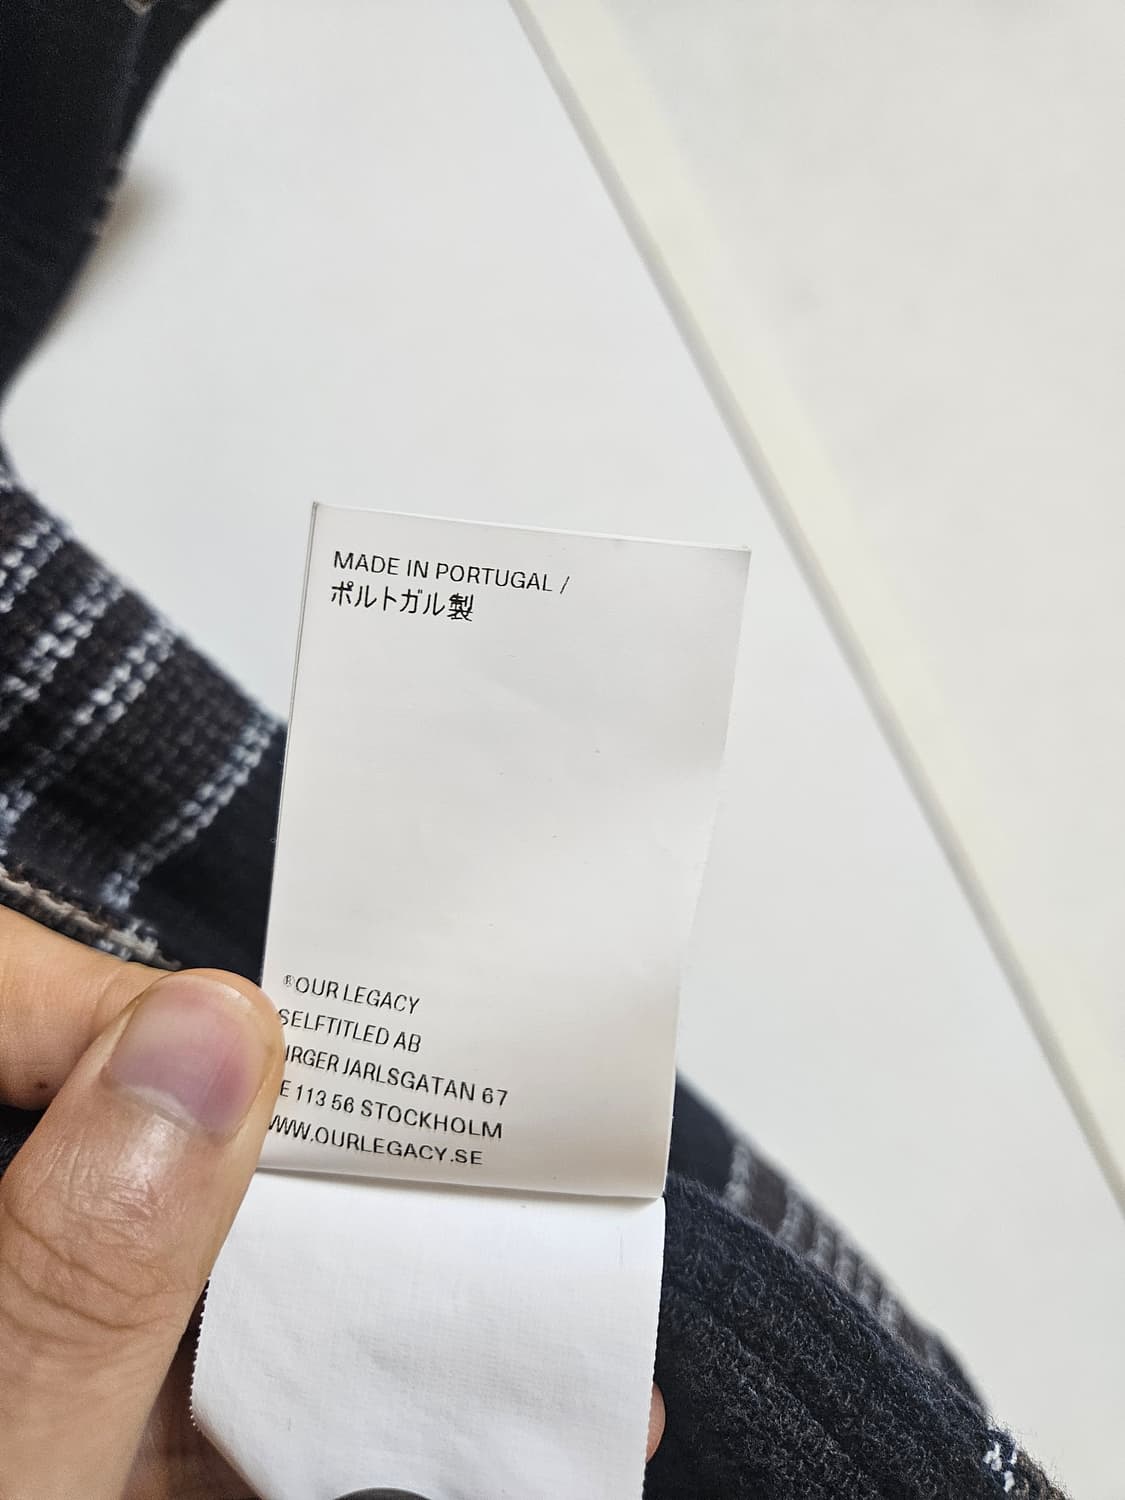 MADE IN PORTUGAL /
ポルトガル製
®OUR LEGACY
SELFTITLED AB
IRGER JARLSGATAN 67
E 113 56 STOCKHOLM
WWW.OURLEGACY.SE